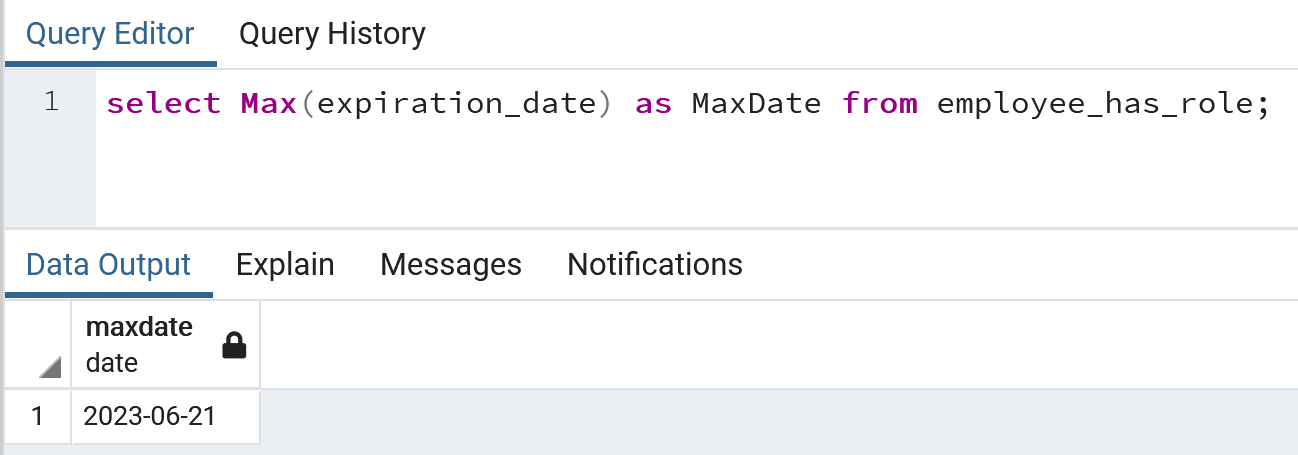 Query Editor Query History
1 select Max(expiration_date) as MaxDate from employee_has_role;
Data Output Explain Messages Notifications
maxdate
date
1 2023-06-21